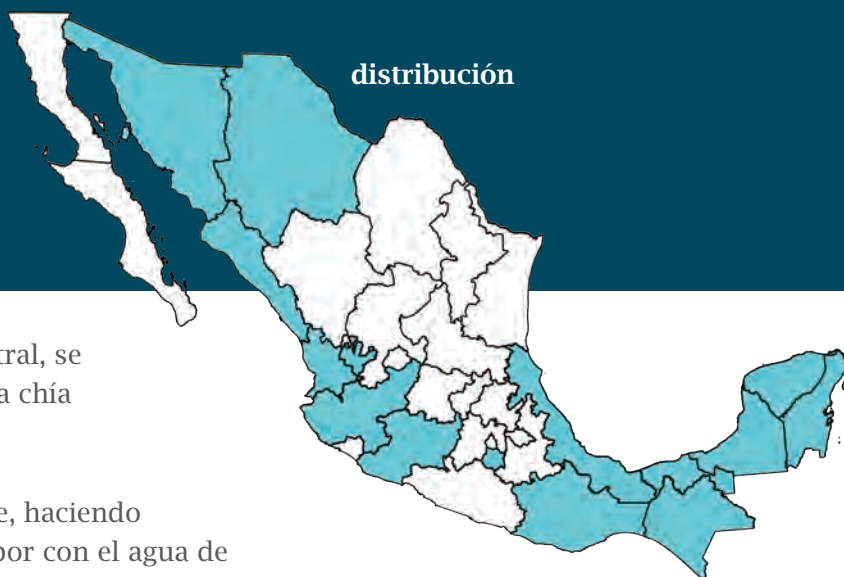 distribución
tral, se
a chía
e, haciendo
por con el agua de